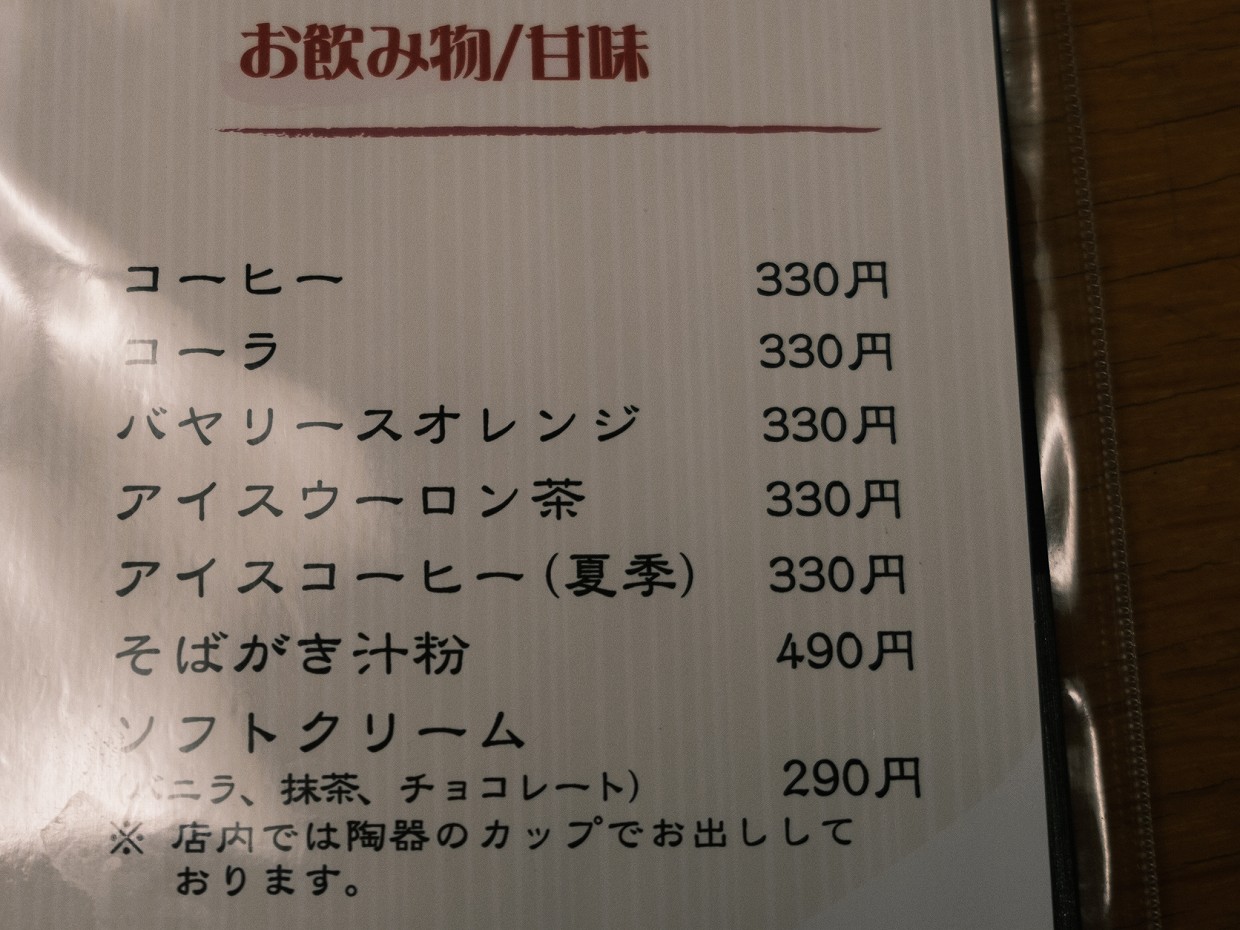 お飲み物/甘味
コーヒー 330円
コーラ 330円
バヤリースオレンジ 330円
アイスウーロン茶 330円
アイスコーヒー(夏季) 330円
そばがき汁粉 490円
ソフトクリーム
(バニラ、抹茶、チョコレート) 290円
※ 店内では陶器のカップでお出しして
おります。